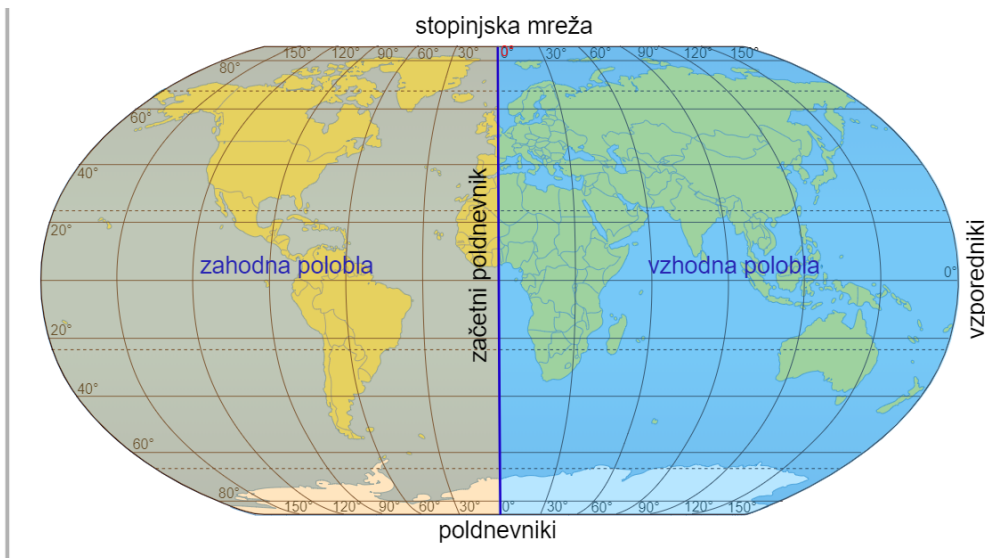 stopinjska mreža
150° 120° 90° 60° 30° 0° 30° 60° 90° 120° 150°
80°
60°
40°
20°
začetni poldnevnik
zahodna polobla
vzhodna polobla
0°
vzporedniki
20°
40°
60°
80°
150° 120° 90° 60° 30° 0° 30° 60° 90° 120° 150°
poldnevniki